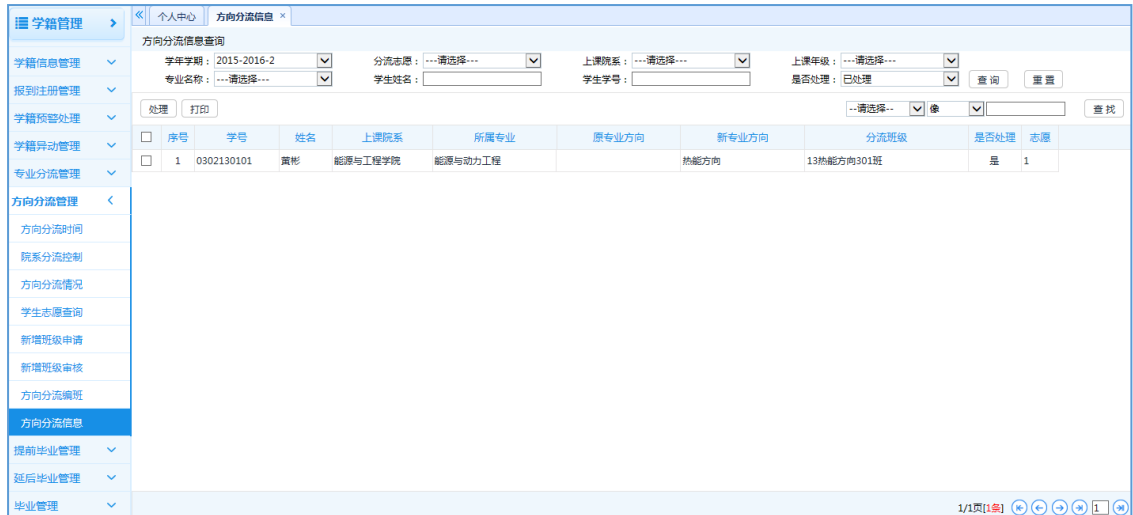 学籍管理
个人中心 方向分流信息 ×
方向分流信息查询
学年学期：2015-2016-2 分流志愿：---请选择--- 上课院系：---请选择--- 上课年级：---请选择---
专业名称：---请选择--- 学生姓名： 学生学号： 是否处理：已处理 查 询 重 置
处理 打印 --请选择-- 像 查 找
序号 学号 姓名 上课院系 所属专业 原专业方向 新专业方向 分流班级 是否处理 志愿
1 0302130101 黄彬 能源与工程学院 能源与动力工程 热能方向 13热能方向301班 是 1
学籍信息管理
报到注册管理
学籍预警处理
学籍异动管理
专业分流管理
方向分流管理
方向分流时间
院系分流控制
方向分流情况
学生志愿查询
新增班级申请
新增班级审核
方向分流编班
方向分流信息
提前毕业管理
延后毕业管理
毕业管理
1/1页[1条] 1